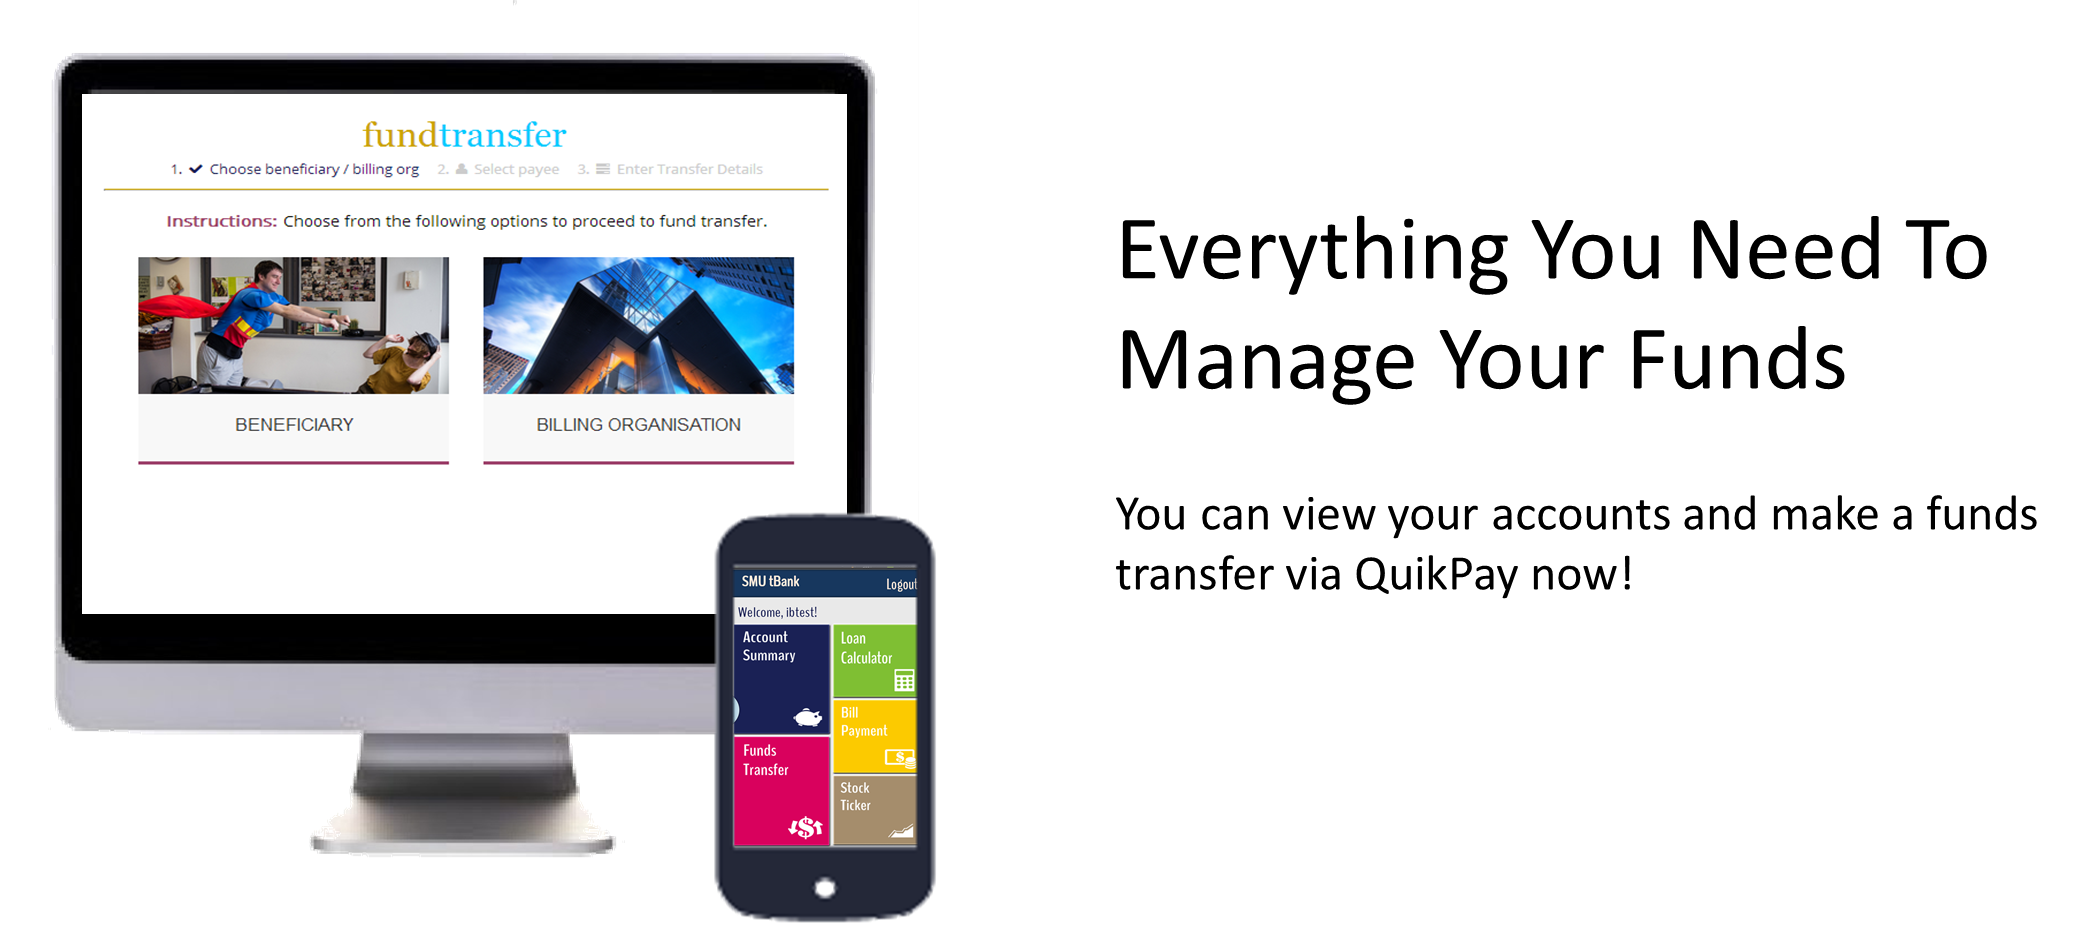 fundtransfer
1. Choose beneficiary / billing org 2. Select payee 3. Enter Transfer Details
Instructions: Choose from the following options to proceed to fund transfer.
BENEFICIARY
BILLING ORGANISATION
SMU tBank
Logout
Welcome, ibtest!
Account
Summary
Loan
Calculator
Bill
Payment
Funds
Transfer
Stock
Ticker
Everything You Need To
Manage Your Funds
You can view your accounts and make a funds
transfer via QuikPay now!